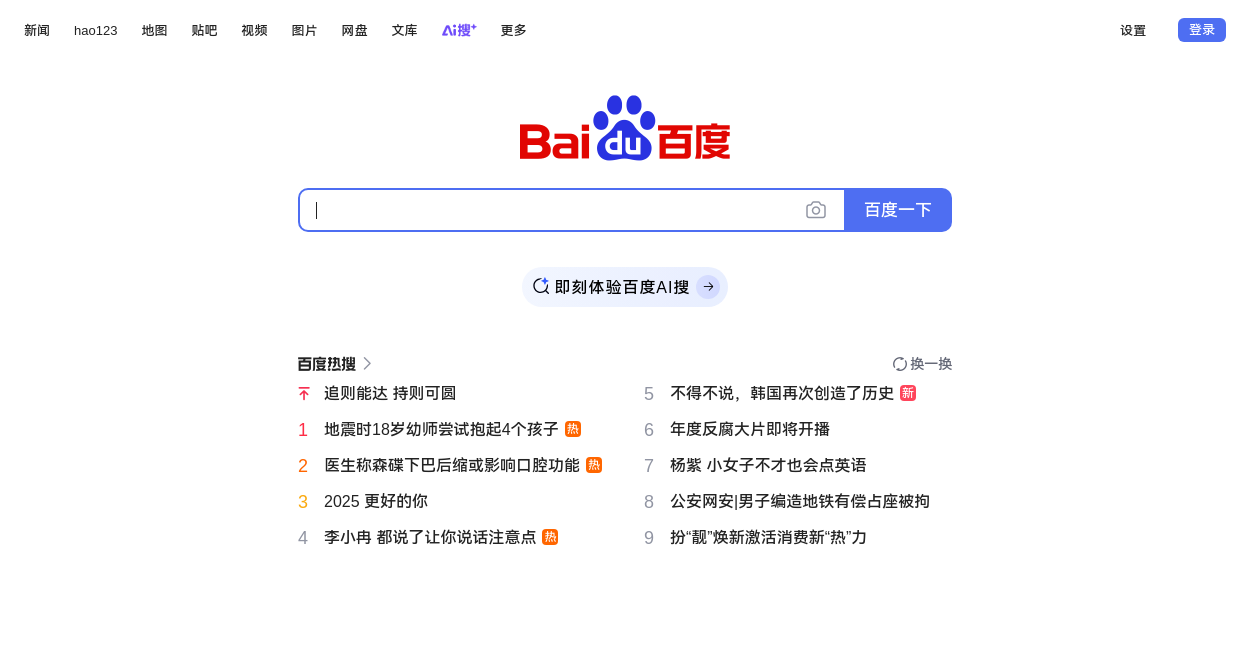 新闻 hao123 地图 贴吧 视频 图片 网盘 文库 Ai搜+ 更多 设置 登录
Bai du 百度
百度一下
即刻体验百度AI搜
百度热搜 换一换
追则能达 持则可圆
1 地震时18岁幼师尝试抱起4个孩子 热
2 医生称森碟下巴后缩或影响口腔功能 热
3 2025 更好的你
4 李小冉 都说了让你说话注意点 热
5 不得不说，韩国再次创造了历史 新
6 年度反腐大片即将开播
7 杨紫 小女子不才也会点英语
8 公安网安|男子编造地铁有偿占座被拘
9 扮“靓”焕新激活消费新“热”力